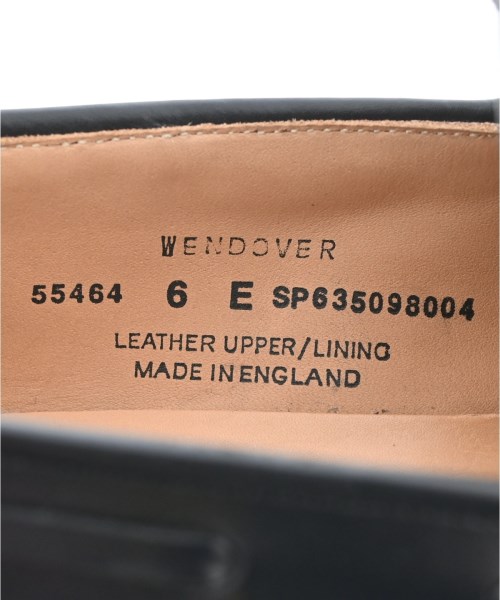 WENDOVER
55464 6 E SP635098004
LEATHER UPPER/LINING
MADE IN ENGLAND